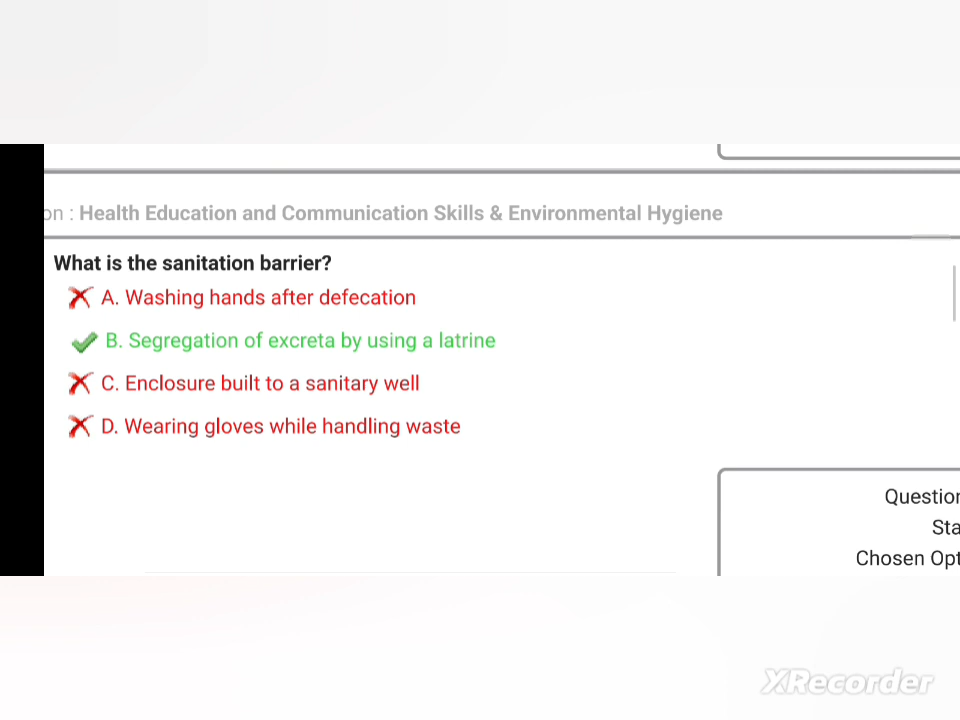 on : Health Education and Communication Skills & Environmental Hygiene
What is the sanitation barrier?
A. Washing hands after defecation
B. Segregation of excreta by using a latrine
C. Enclosure built to a sanitary well
D. Wearing gloves while handling waste
Question
Sta
Chosen Opt
XRecorder